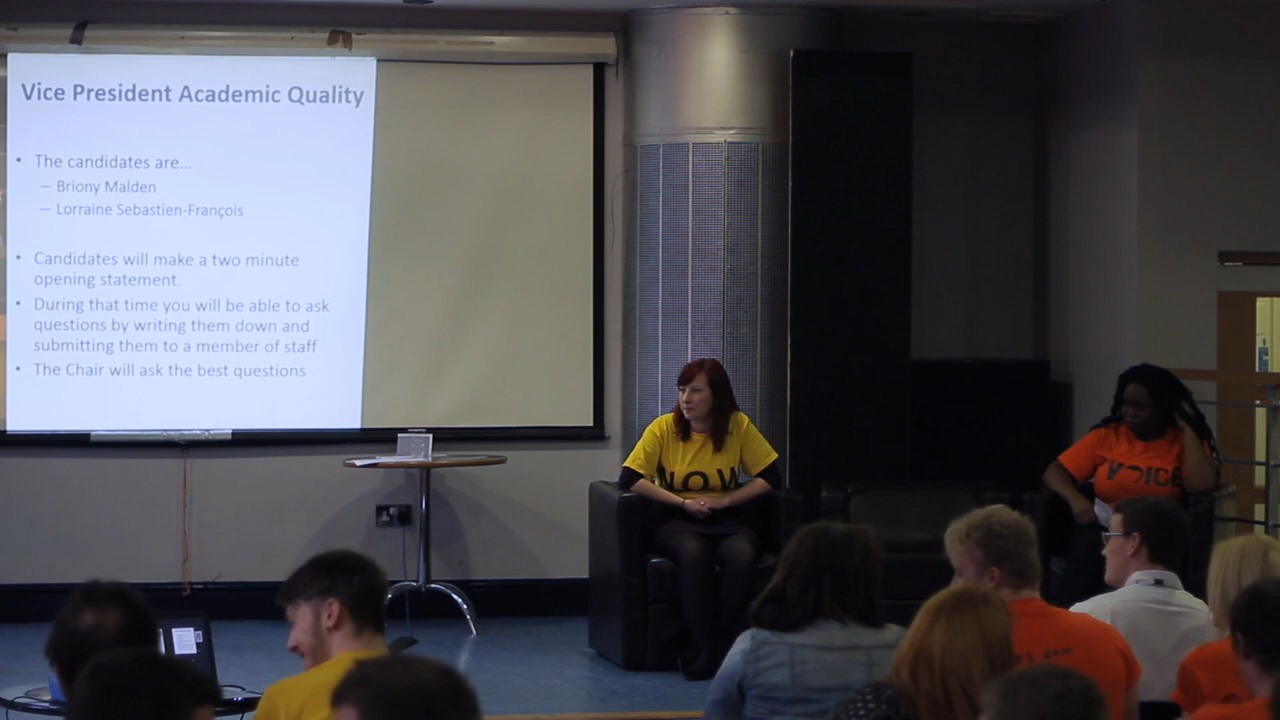 Vice President Academic Quality
• The candidates are...
– Briony Malden
– Lorraine Sebastien-François
• Candidates will make a two minute
opening statement.
• During that time you will be able to ask
questions by writing them down and
submitting them to a member of staff
• The Chair will ask the best questions
NOW
VOICE